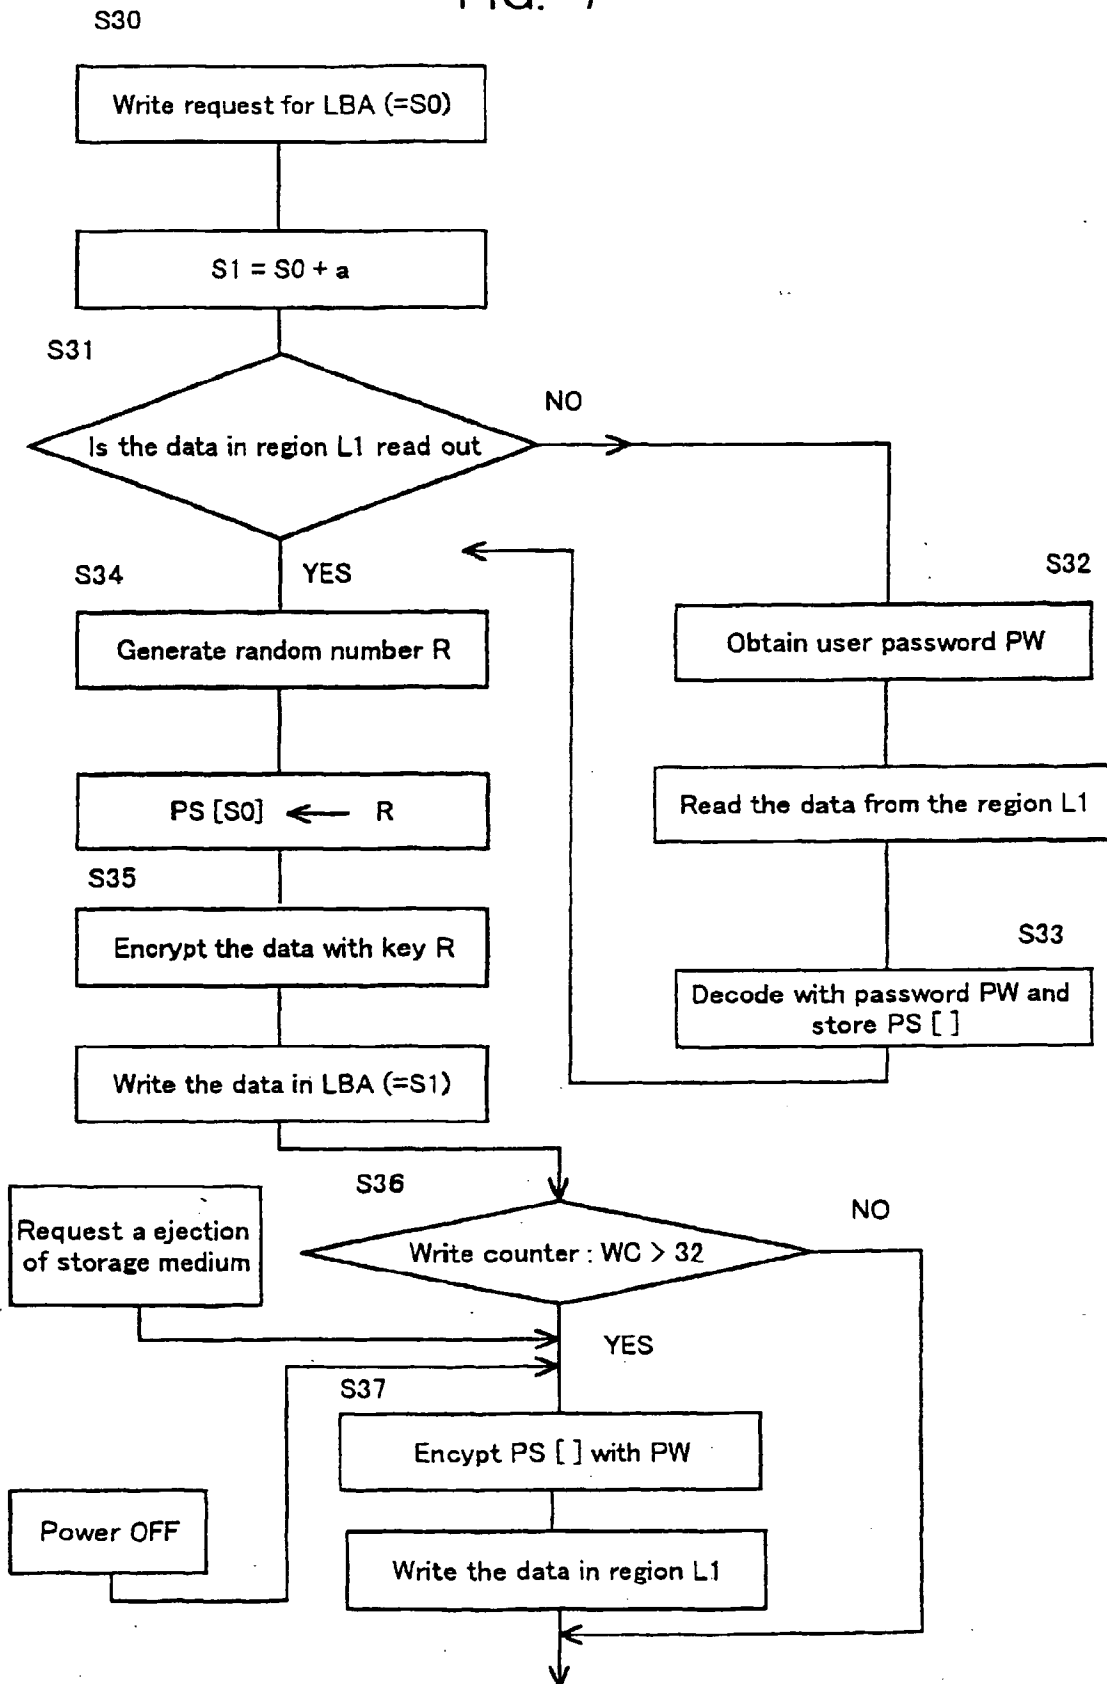 S30
Write request for LBA (=S0)
S1 = S0 + a
S31
Is the data in region L1 read out
NO
YES
S34
Generate random number R
S32
Obtain user password PW
PS [S0] ← R
Read the data from the region L1
S35
Encrypt the data with key R
S33
Decode with password PW and
store PS [ ]
Write the data in LBA (=S1)
S36
Write counter : WC > 32
NO
Request a ejection
of storage medium
YES
S37
Encypt PS [ ] with PW
Power OFF
Write the data in region L1